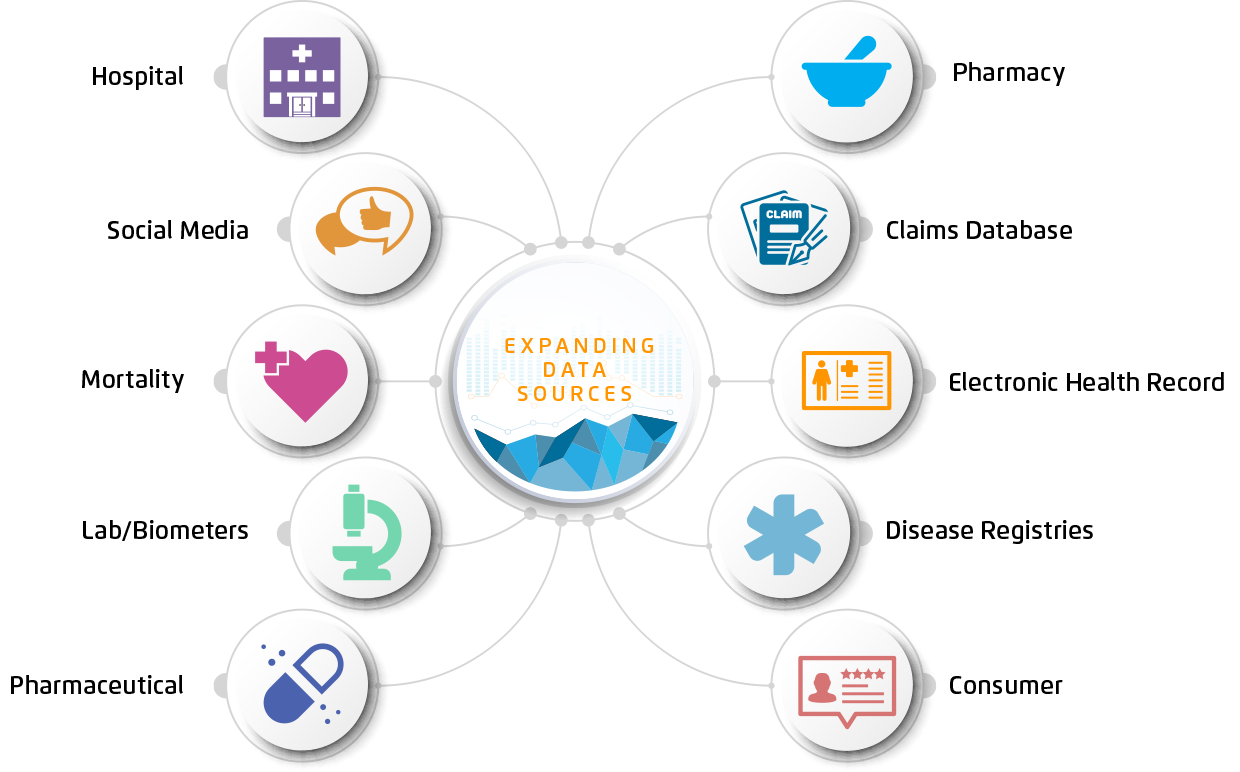 Hospital
Pharmacy
Social Media
CLAIM
Claims Database
EXPANDING
DATA
SOURCES
Mortality
Electronic Health Record
Lab/Biometers
Disease Registries
Pharmaceutical
Consumer